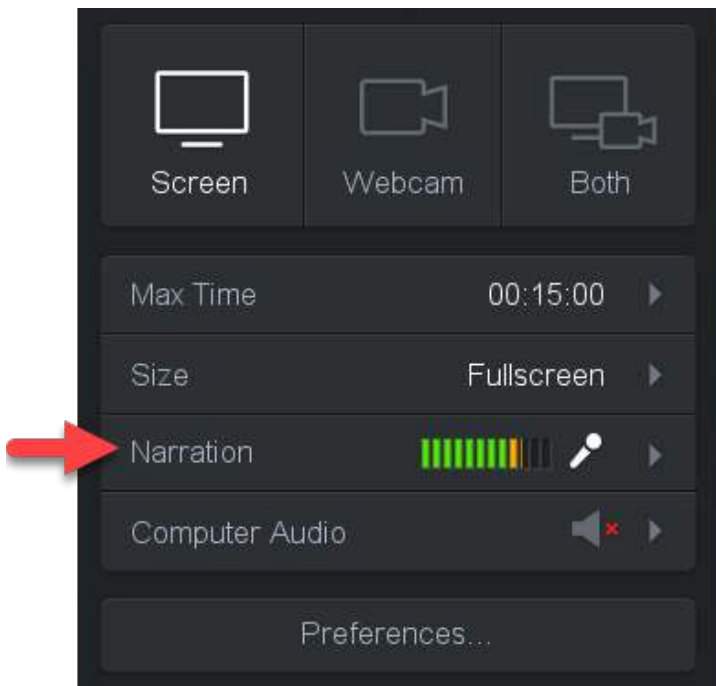 Screen Webcam Both
Max Time 00:15:00
Size Fullscreen
Narration
Computer Audio
Preferences...